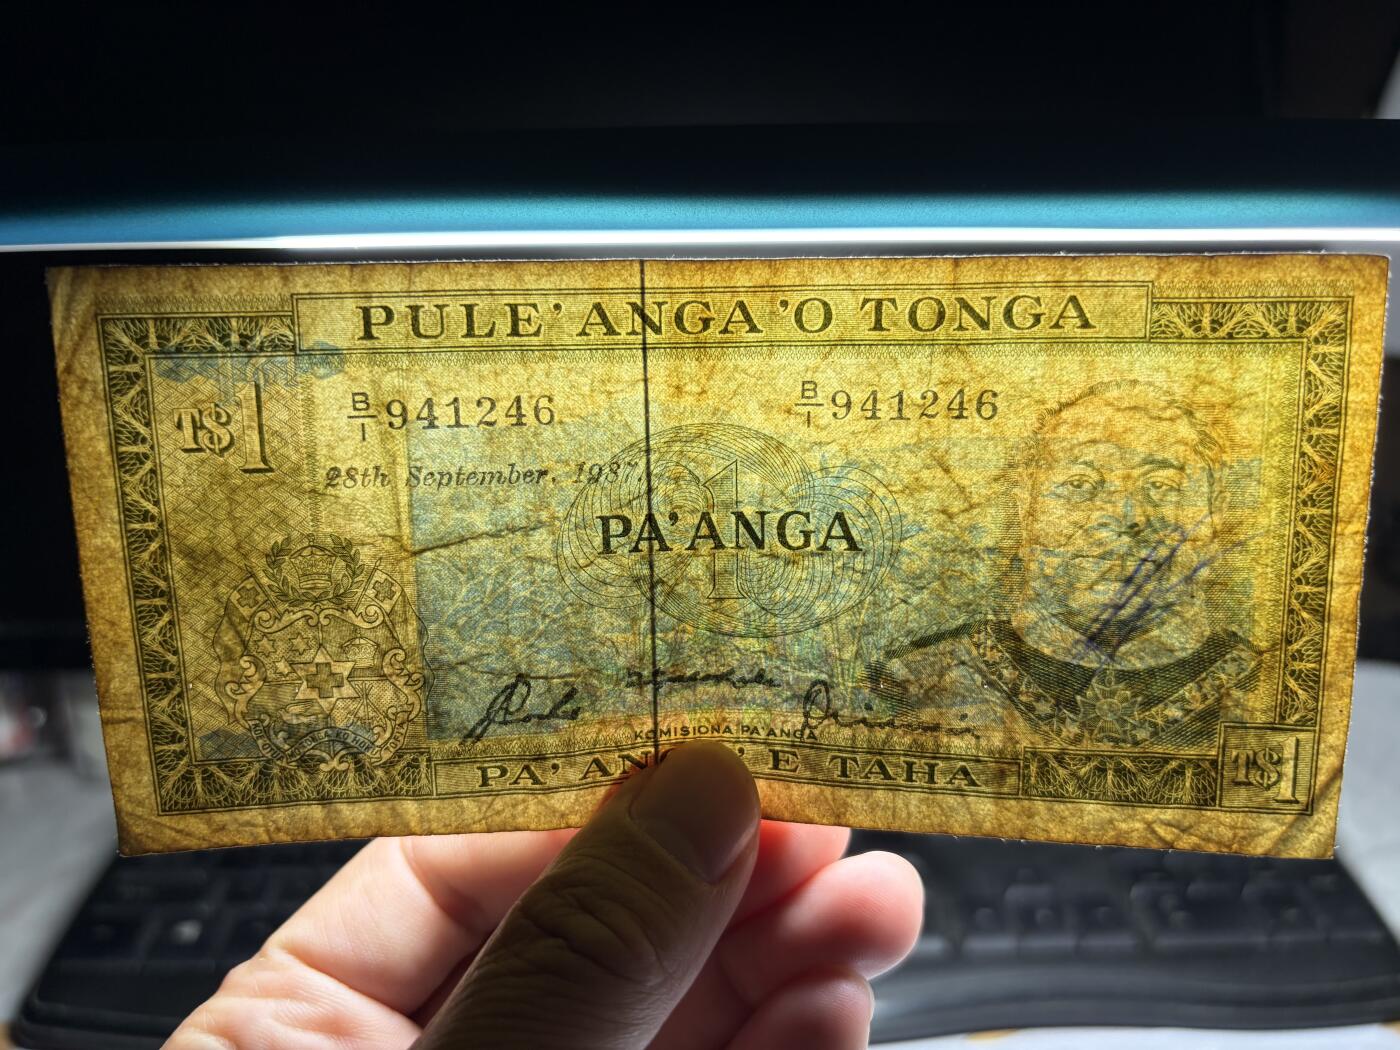 PULE'ANGA 'O TONGA
T$1
B/1 941246
B/1 941246
28th September, 1987.
1
PA'ANGA
KOMISIONA PA'ANGA
PA'ANGA' E TAHA
T$1